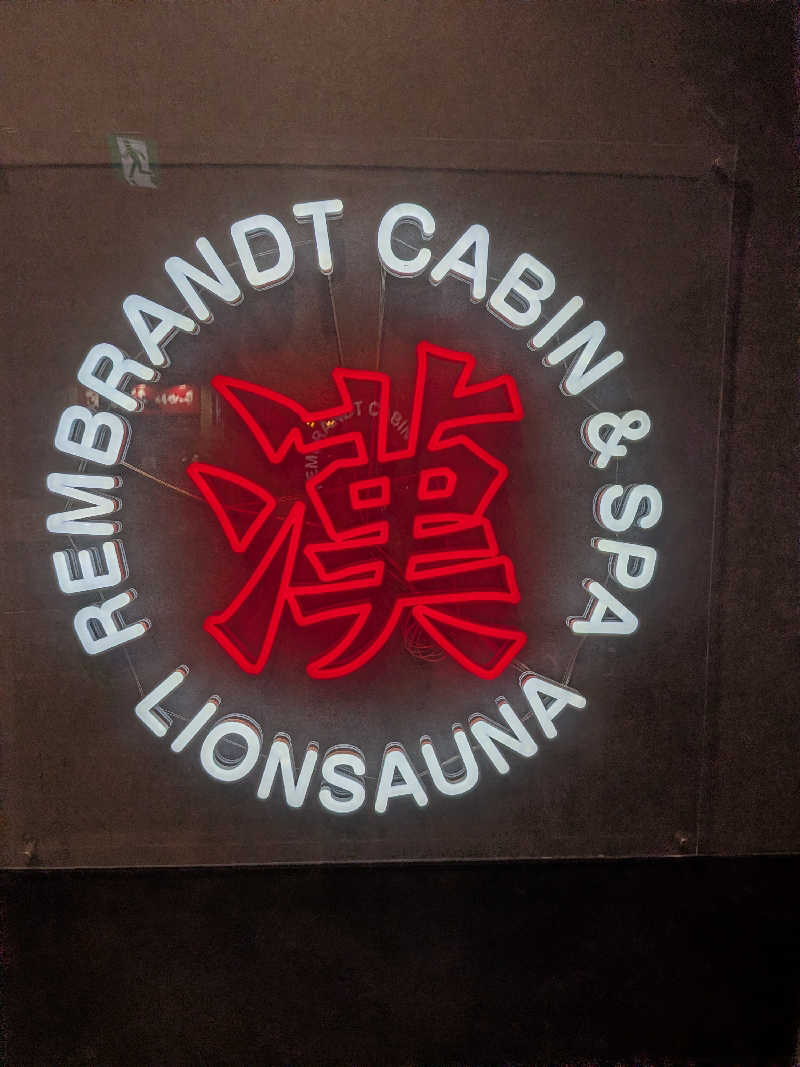 REMBRANDT CABIN & SPA
漢
LIONSAUNA